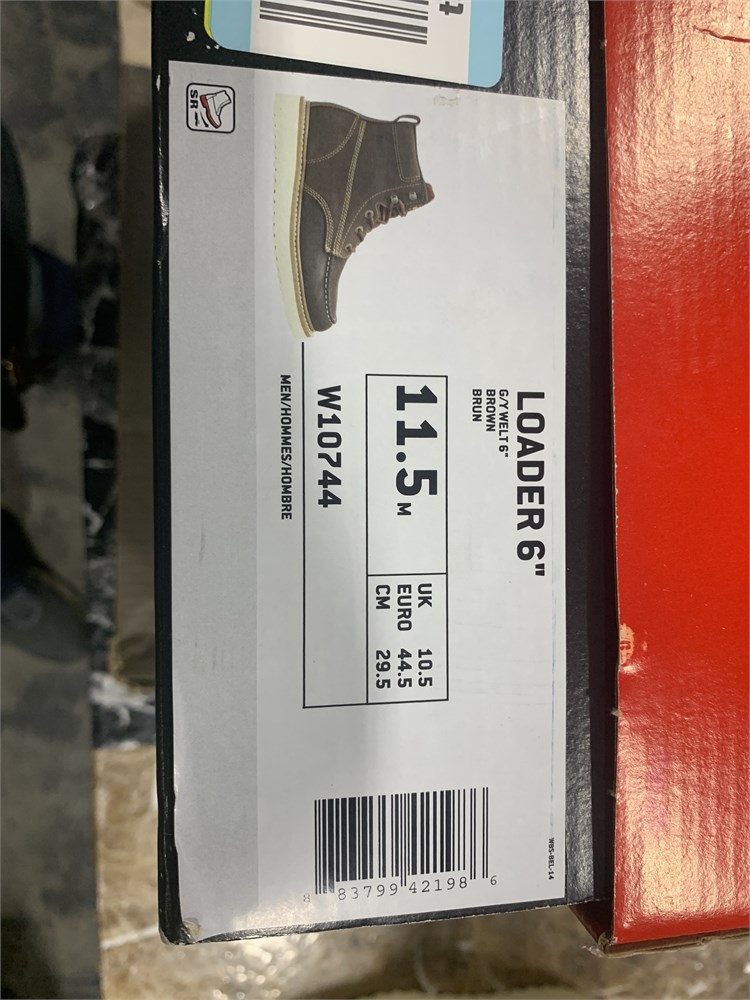 SR
LOADER 6"
G/Y WELT 6"
BROWN
BRUN
11.5 M
UK 10.5
EURO 44.5
CM 29.5
W10744
MEN/HOMMES/HOMBRE
8 83799 42198 6
WBS-BEL-14